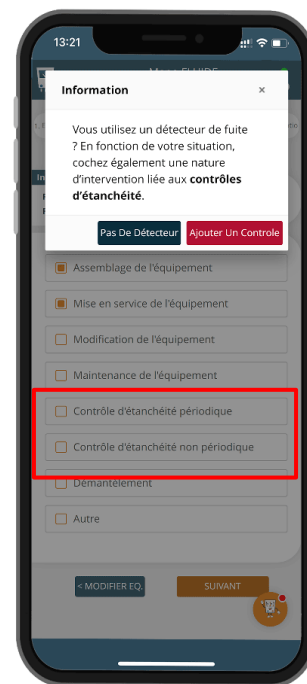 13:21
Information ×
Vous utilisez un détecteur de fuite
? En fonction de votre situation,
cochez également une nature
d'intervention liée aux contrôles
d'étanchéité.
Pas De Détecteur Ajouter Un Controle
Assemblage de l'équipement
Mise en service de l'équipement
Modification de l'équipement
Maintenance de l'équipement
Contrôle d'étanchéité périodique
Contrôle d'étanchéité non périodique
Démantèlement
Autre
< MODIFIER EQ. SUIVANT